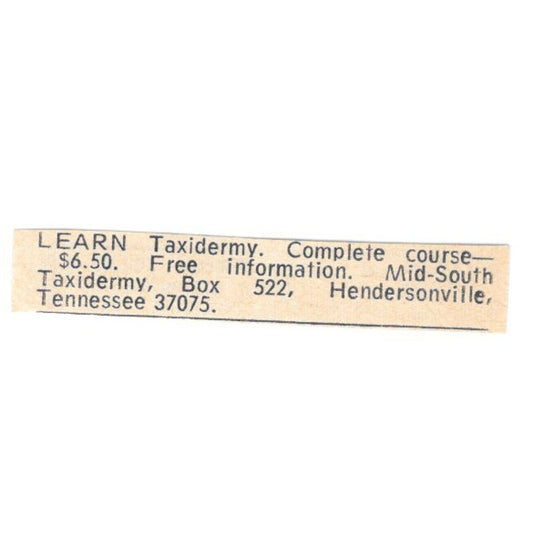 LEARN Taxidermy. Complete course—
$6.50. Free information. Mid-South
Taxidermy, Box 522, Hendersonville,
Tennessee 37075.